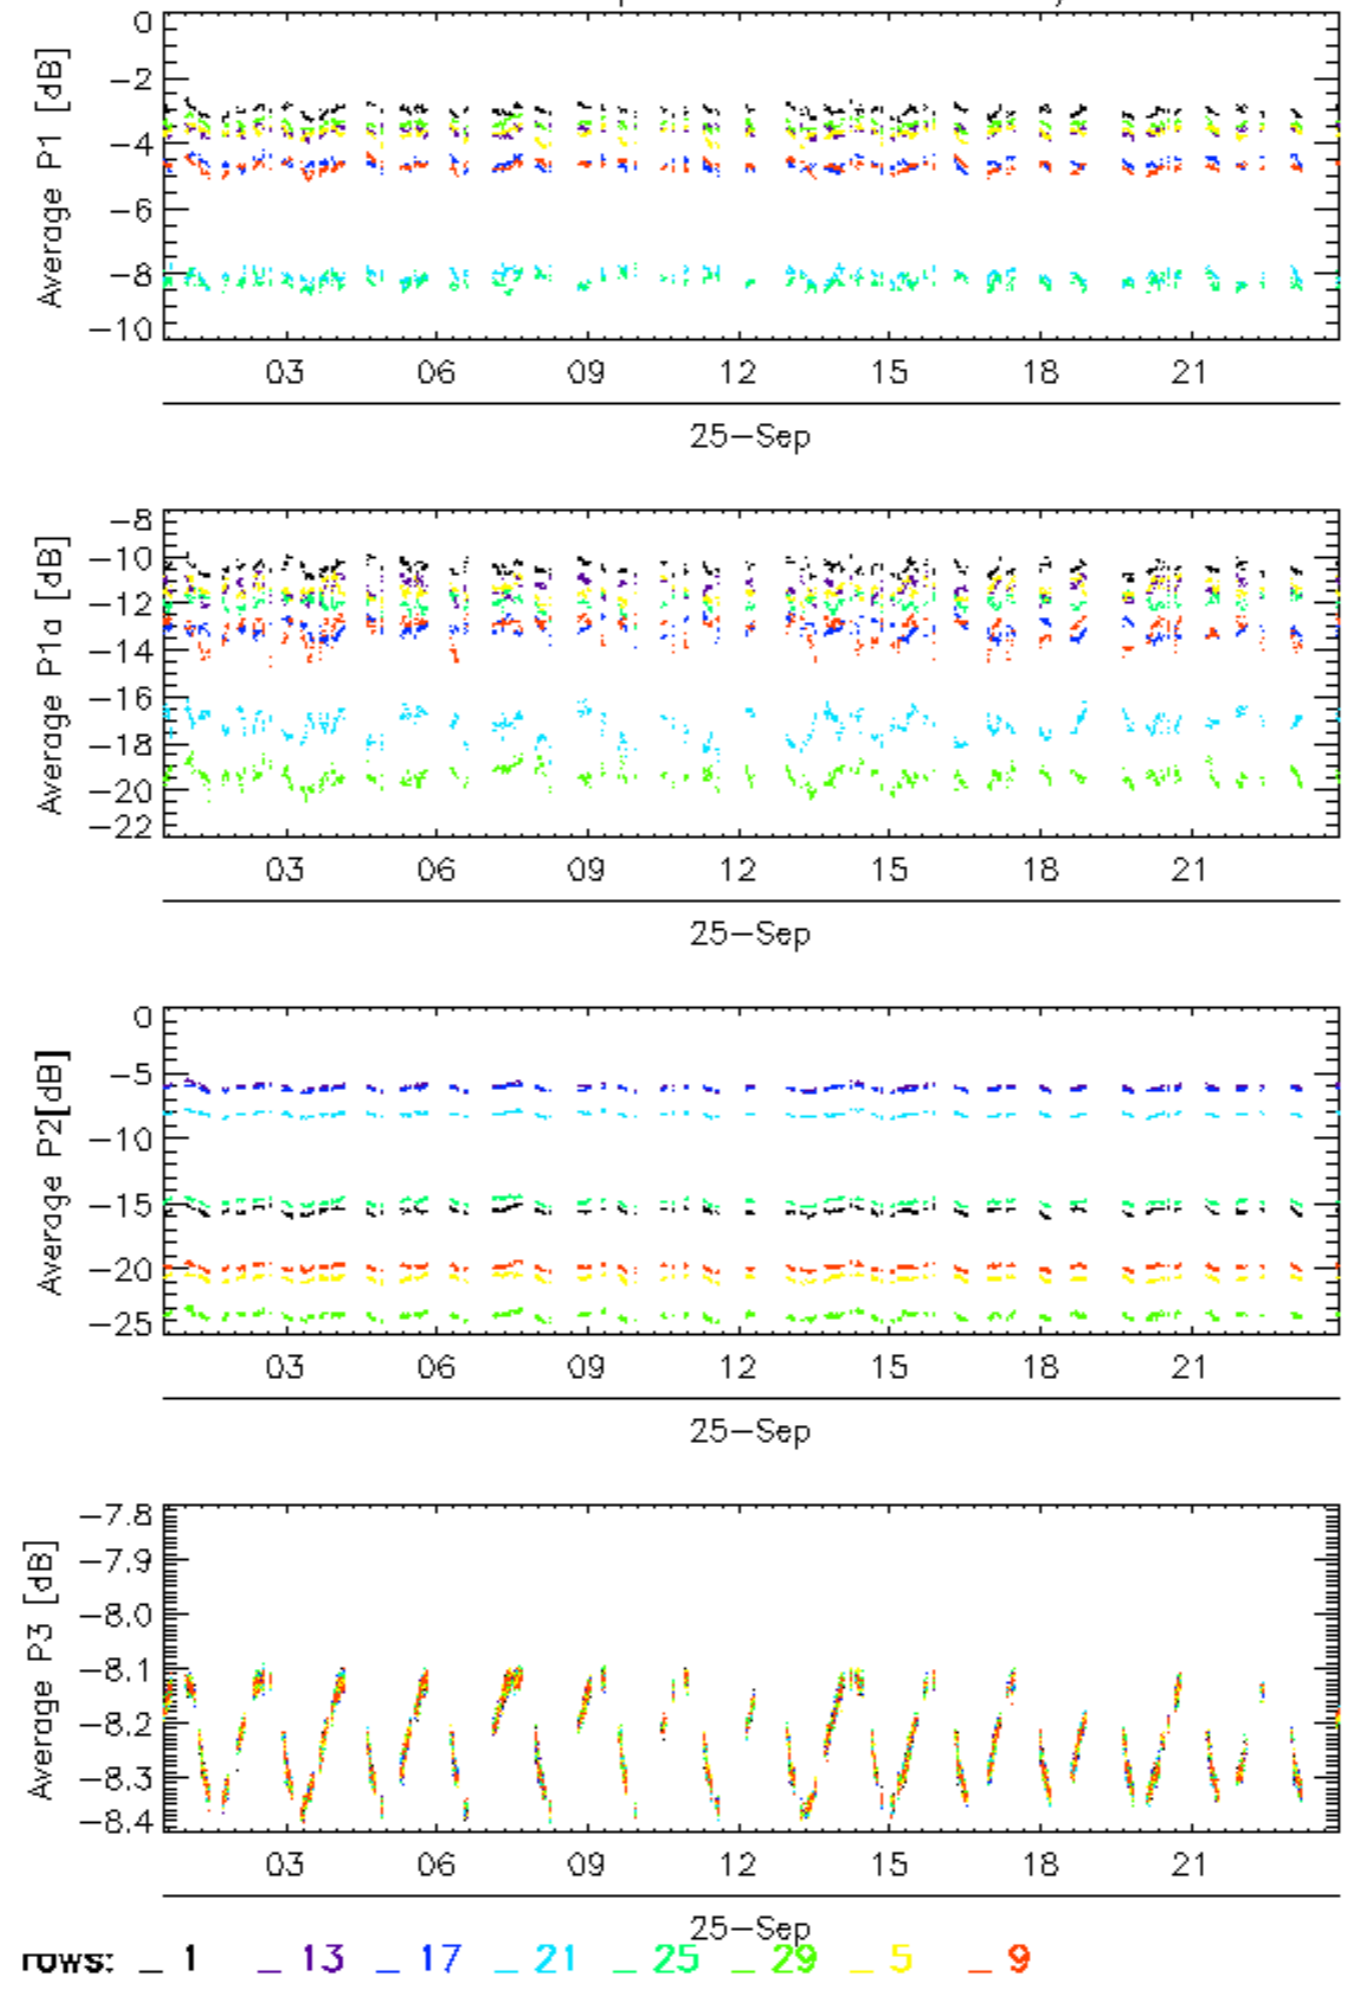 0
Average P1 [dB]
−2
−4
−6
−8
−10
03 06 09 12 15 18 21
25−Sep
−8
Average P1a [dB]
−10
−12
−14
−16
−18
−20
−22
03 06 09 12 15 18 21
25−Sep
0
Average P2[dB]
−5
−10
−15
−20
−25
03 06 09 12 15 18 21
25−Sep
−7.8
Average P3 [dB]
−7.9
−8.0
−8.1
−8.2
−8.3
−8.4
03 06 09 12 15 18 21
25−Sep
rows: _ 1 _ 13 _ 17 _ 21 _ 25 _ 29 _ 5 _ 9